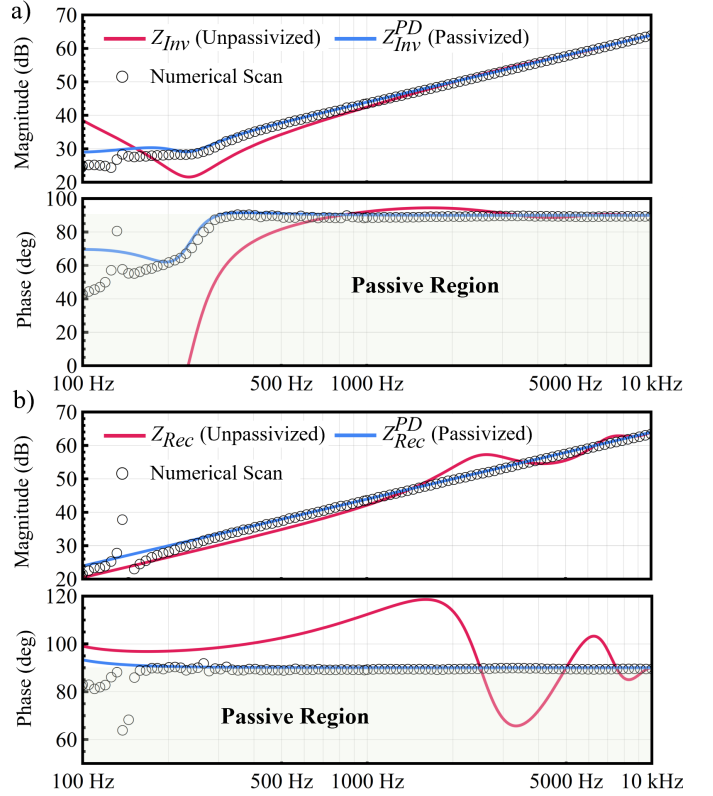 a)
70
60
50
40
30
20
Magnitude (dB)
Z_Inv (Unpassivized)
Z_Inv^PD (Passivized)
Numerical Scan
100
80
60
40
20
0
Phase (deg)
Passive Region
100 Hz
500 Hz
1000 Hz
5000 Hz
10 kHz
b)
70
60
50
40
30
20
Magnitude (dB)
Z_Rec (Unpassivized)
Z_Rec^PD (Passivized)
Numerical Scan
120
100
80
60
Phase (deg)
Passive Region
100 Hz
500 Hz
1000 Hz
5000 Hz
10 kHz